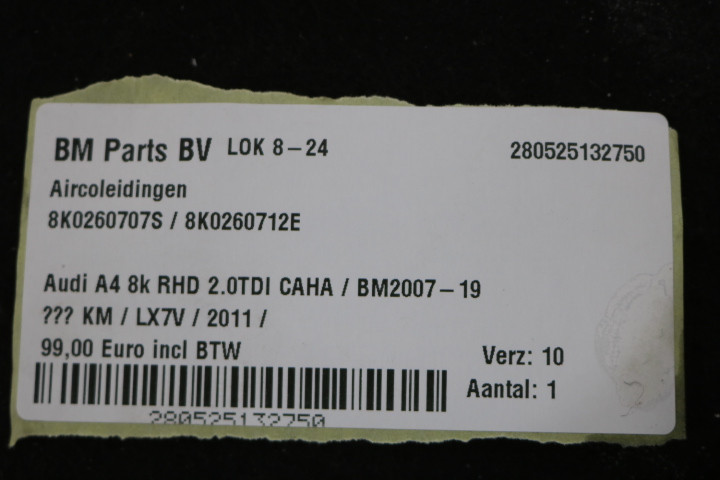 BM Parts BV LOK 8-24 280525132750
Aircoleidingen
8K0260707S / 8K0260712E
Audi A4 8k RHD 2.0TDI CAHA / BM2007-19
??? KM / LX7V / 2011 /
99,00 Euro incl BTW
Verz: 10
Aantal: 1
280525132750